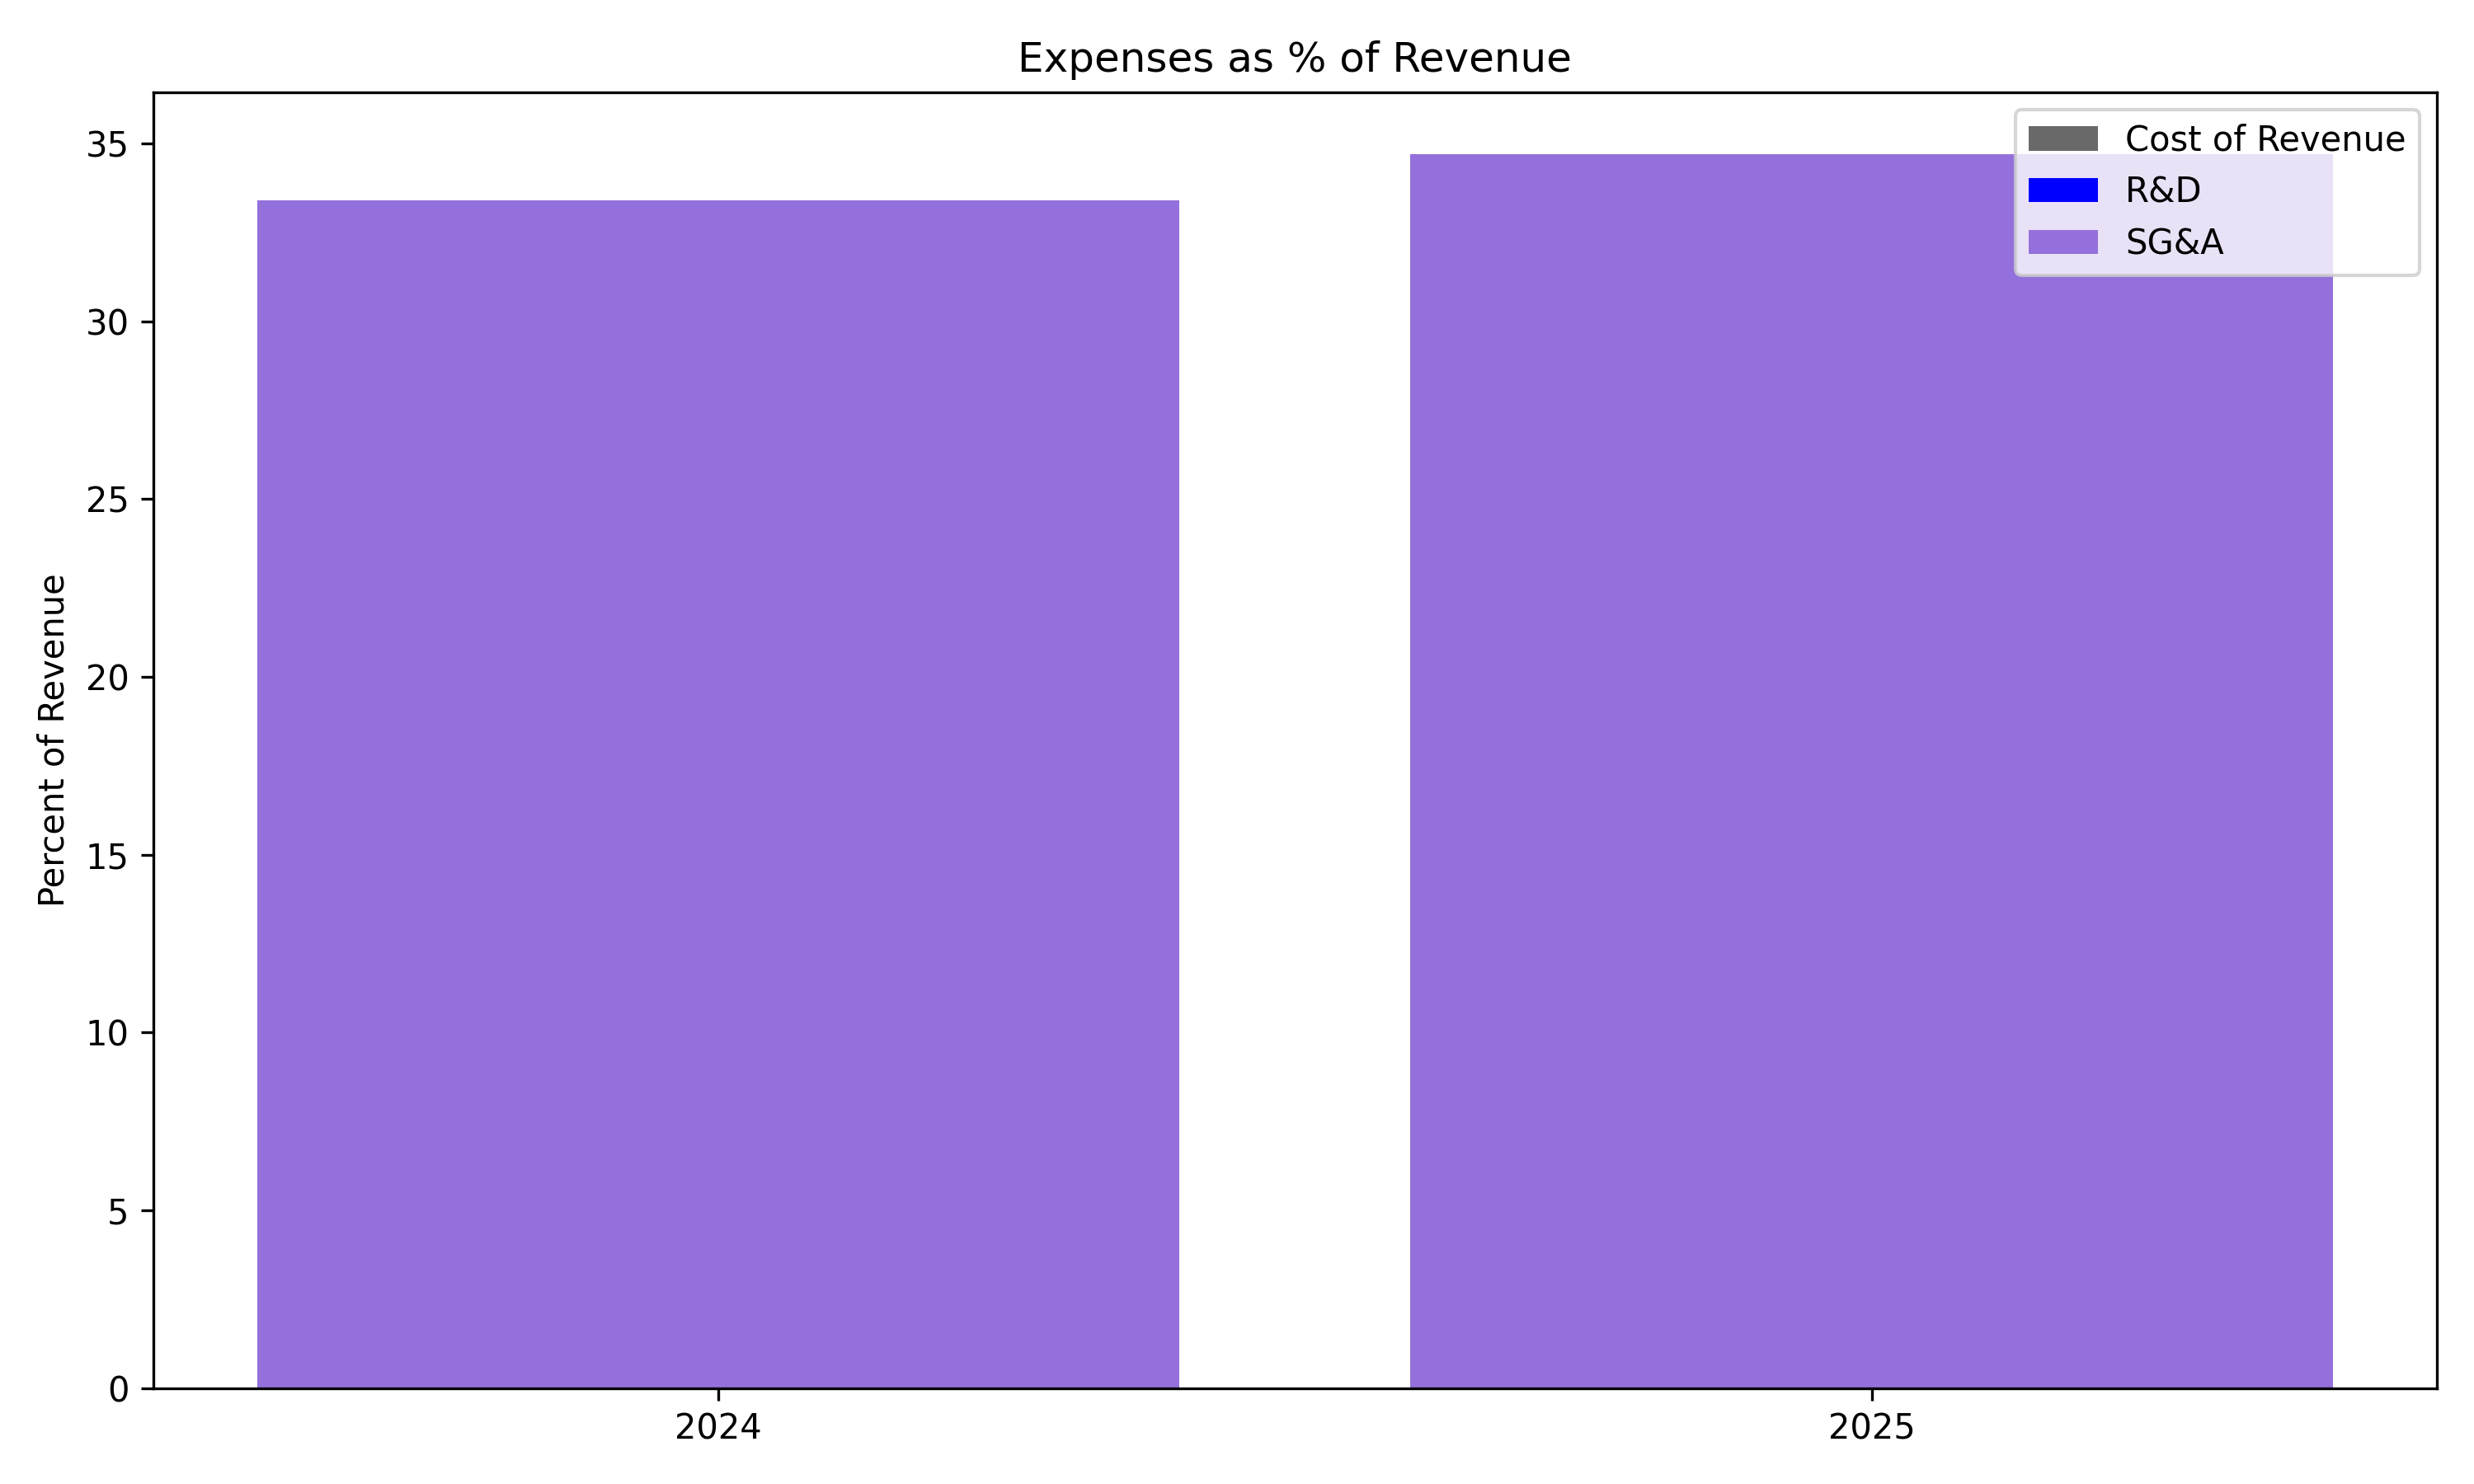 Expenses as % of Revenue
Cost of Revenue
R&D
SG&A
Percent of Revenue
35
30
25
20
15
10
5
0
2024
2025